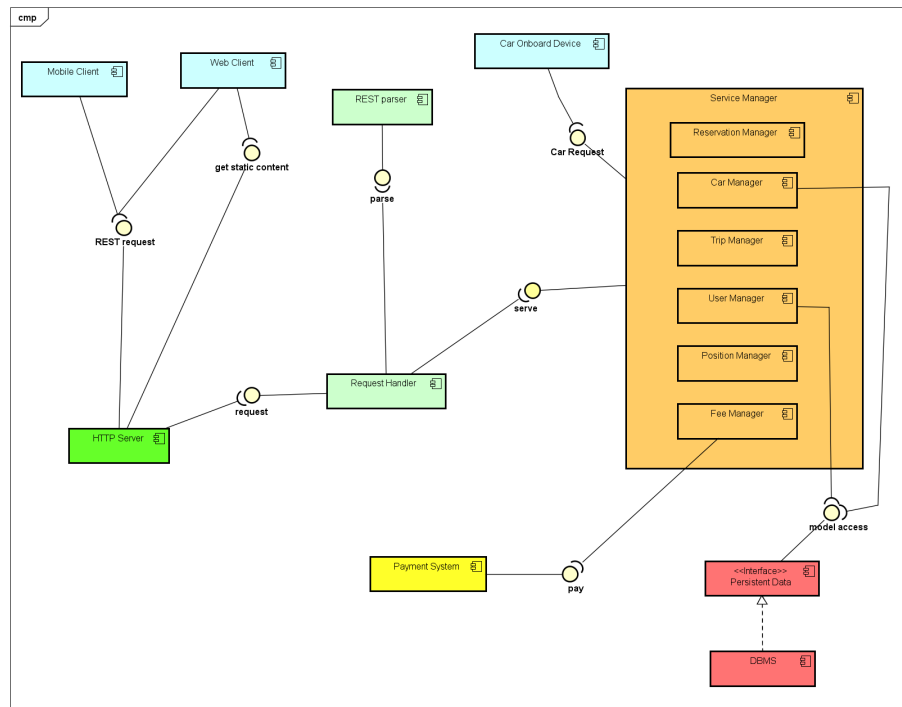 cmp
Car Onboard Device
Web Client
Mobile Client
REST parser
Service Manager
Reservation Manager
Car Request
get static content
Car Manager
parse
REST request
Trip Manager
User Manager
serve
Position Manager
Request Handler
request
Fee Manager
HTTP Server
model access
Payment System
<<Interface>>
Persistent Data
pay
DBMS